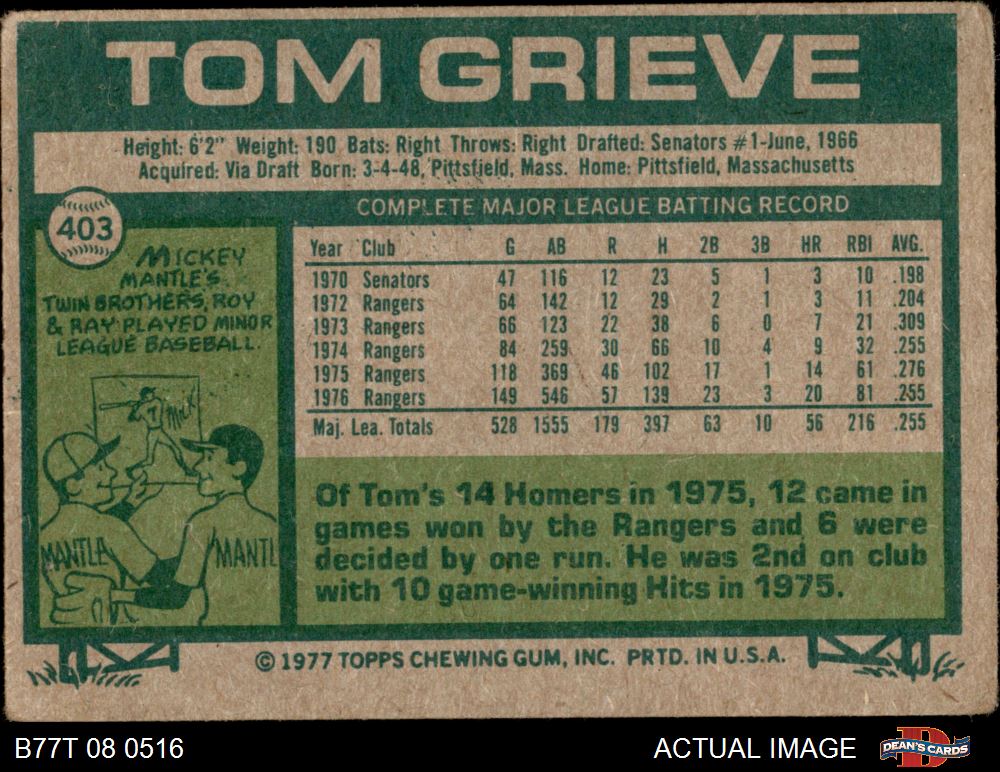 TOM GRIEVE
Height: 6'2" Weight: 190 Bats: Right Throws: Right Drafted: Senators #1-June, 1966
Acquired: Via Draft Born: 3-4-48, Pittsfield, Mass. Home: Pittsfield, Massachusetts
403
MICKEY
MANTLE'S
TWIN BROTHERS, ROY
& RAY PLAYED MINOR
LEAGUE BASEBALL.
MICK
7
MANTLA
MANTL
COMPLETE MAJOR LEAGUE BATTING RECORD
Year Club G AB R H 2B 3B HR RBI AVG.
1970 Senators 47 116 12 23 5 1 3 10 .198
1972 Rangers 64 142 12 29 2 1 3 11 .204
1973 Rangers 66 123 22 38 6 0 7 21 .309
1974 Rangers 84 259 30 66 10 4 9 32 .255
1975 Rangers 118 369 46 102 17 1 14 61 .276
1976 Rangers 149 546 57 139 23 3 20 81 .255
Maj. Lea. Totals 528 1555 179 397 63 10 56 216 .255
Of Tom's 14 Homers in 1975, 12 came in
games won by the Rangers and 6 were
decided by one run. He was 2nd on club
with 10 game-winning Hits in 1975.
© 1977 TOPPS CHEWING GUM, INC. PRTD. IN U.S.A.
B77T 08 0516
ACTUAL IMAGE
D
DEAN'S CARDS